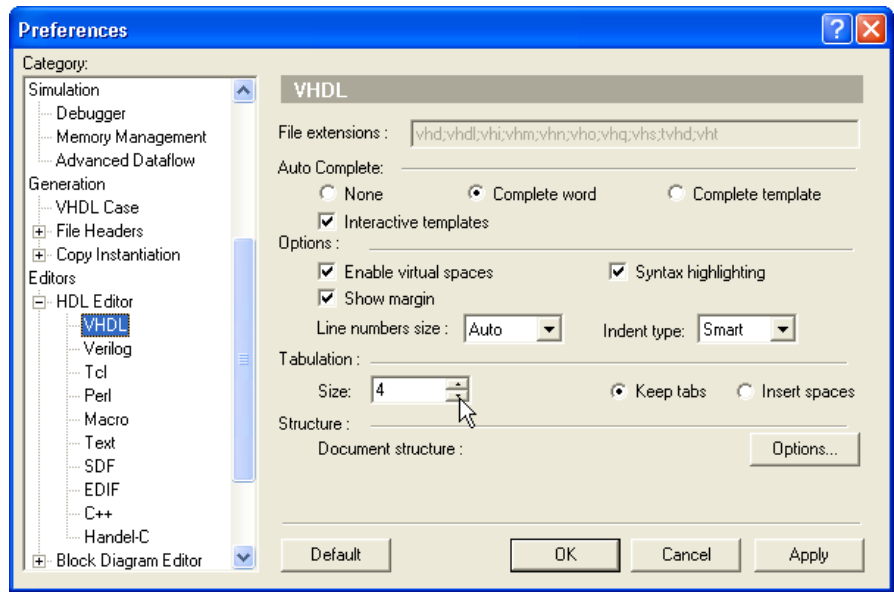 Preferences
Category:
Simulation
Debugger
Memory Management
Advanced Dataflow
Generation
VHDL Case
File Headers
Copy Instantiation
Editors
HDL Editor
VHDL
Verilog
Tcl
Perl
Macro
Text
SDF
EDIF
C++
Handel-C
Block Diagram Editor
VHDL
File extensions : vhd;vhdl;vhi;vhm;vhn;vho;vhq;vhs;tvhd;vht
Auto Complete:
None Complete word Complete template
Interactive templates
Options :
Enable virtual spaces Syntax highlighting
Show margin
Line numbers size : Auto Indent type: Smart
Tabulation :
Size: 4 Keep tabs Insert spaces
Structure :
Document structure : Options...
Default OK Cancel Apply